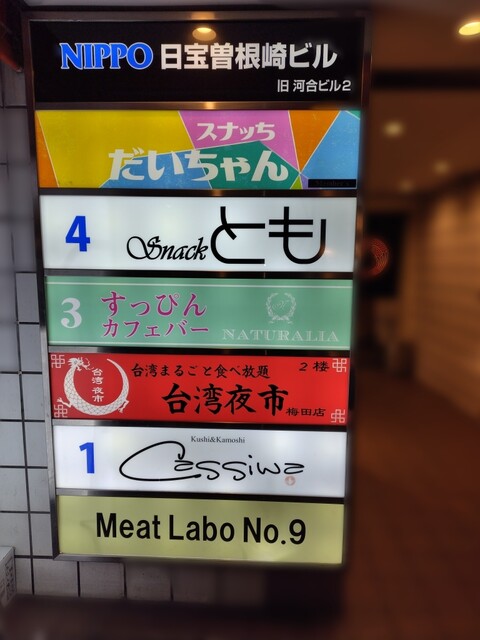 NIPPO 日宝曽根崎ビル
旧 河合ビル2
スナッち
だいちゃん
4 Snack とも
3 すっぴん
カフェバー NATURALIA
台湾夜市 台湾まるごと食べ放題 2楼
台湾夜市 梅田店
Kushi&Kamoshi
1 Cassiwa
Meat Labo No.9